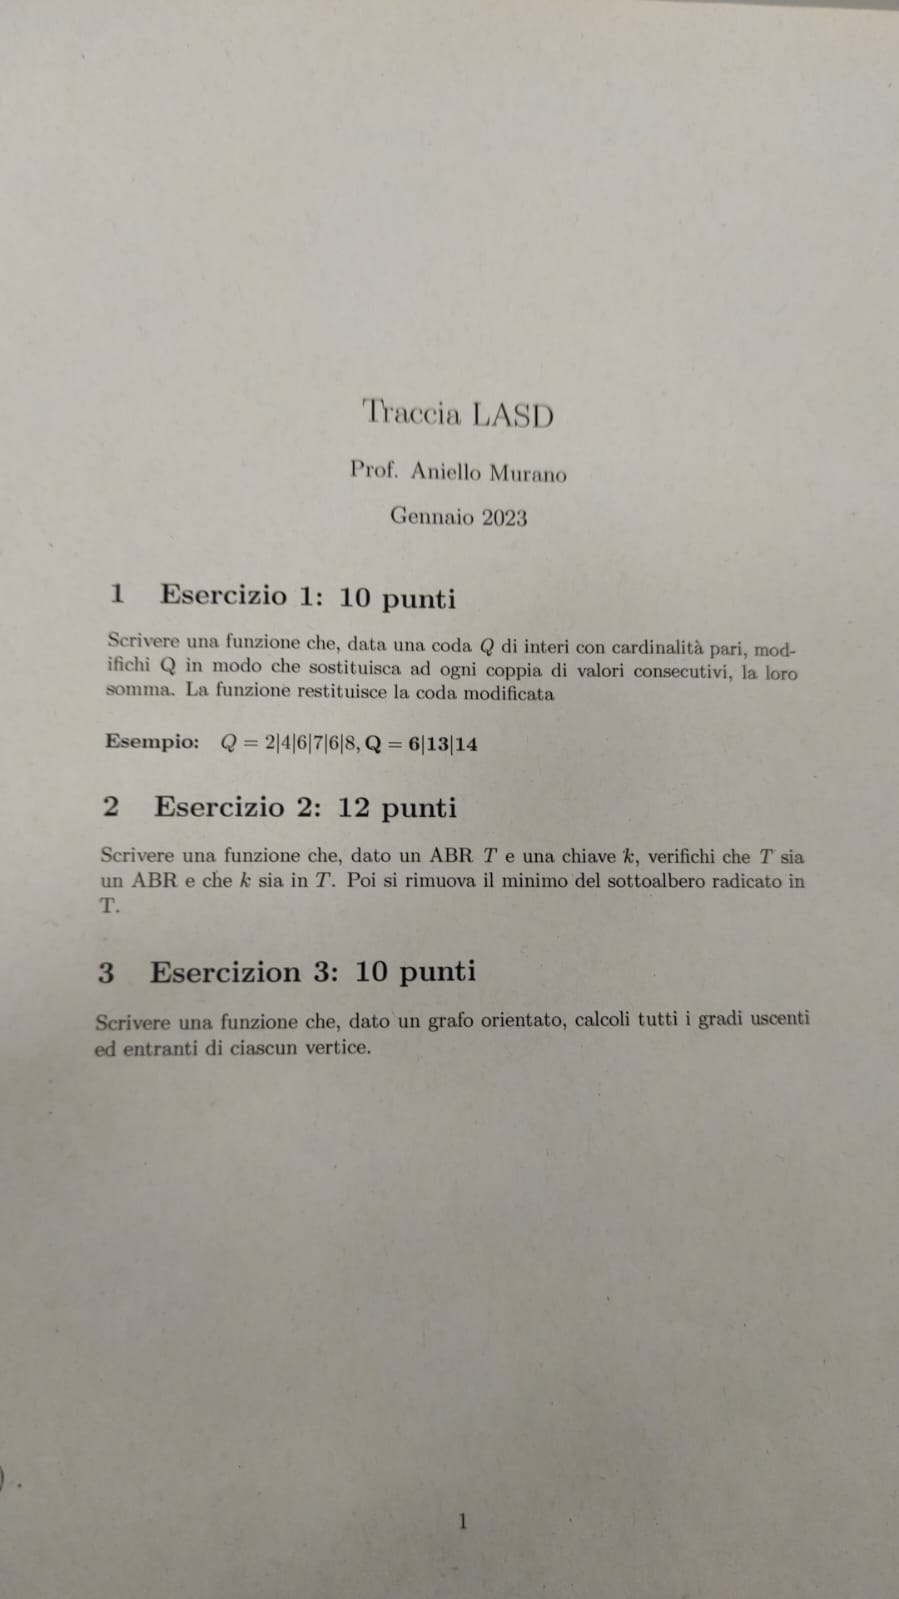 Traccia LASD
Prof. Aniello Murano
Gennaio 2023
1 Esercizio 1: 10 punti
Scrivere una funzione che, data una coda Q di interi con cardinalità pari, mod-
ifichi Q in modo che sostituisca ad ogni coppia di valori consecutivi, la loro
somma. La funzione restituisce la coda modificata
Esempio: Q = 2|4|6|7|6|8, Q = 6|13|14
2 Esercizio 2: 12 punti
Scrivere una funzione che, dato un ABR T e una chiave k, verifichi che T sia
un ABR e che k sia in T. Poi si rimuova il minimo del sottoalbero radicato in
T.
3 Esercizion 3: 10 punti
Scrivere una funzione che, dato un grafo orientato, calcoli tutti i gradi uscenti
ed entranti di ciascun vertice.
) .
1